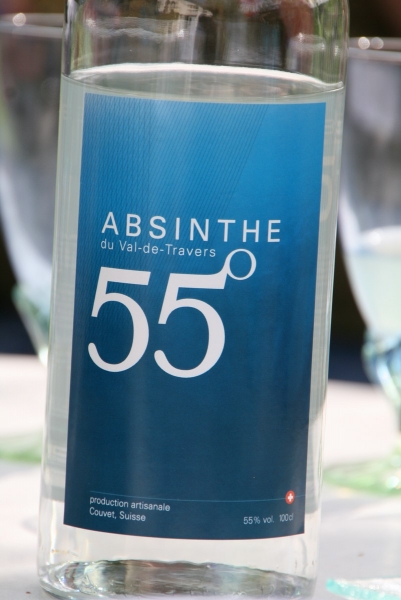 ABSINTHE
du Val-de-Travers
55°
production artisanale
Couvet, Suisse
55% vol. 100cl